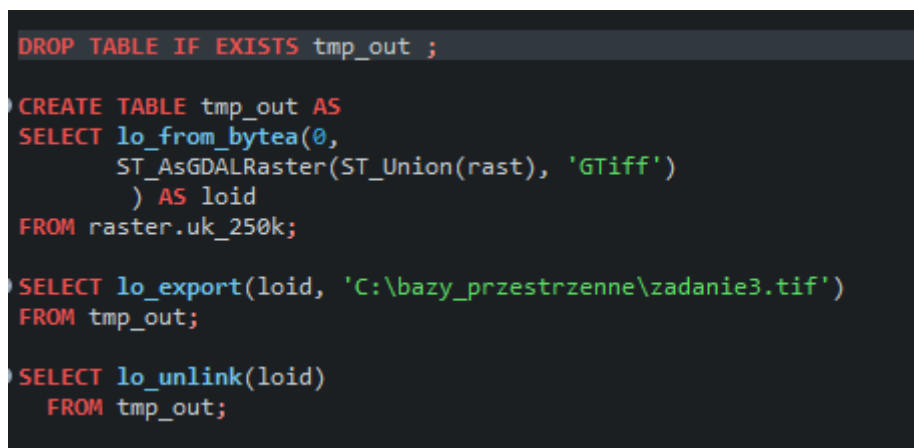 DROP TABLE IF EXISTS tmp_out ;
CREATE TABLE tmp_out AS
SELECT lo_from_bytea(0,
ST_AsGDALRaster(ST_Union(rast), 'GTiff')
) AS loid
FROM raster.uk_250k;
SELECT lo_export(loid, 'C:\bazy_przestrzenne\zadanie3.tif')
FROM tmp_out;
SELECT lo_unlink(loid)
FROM tmp_out;